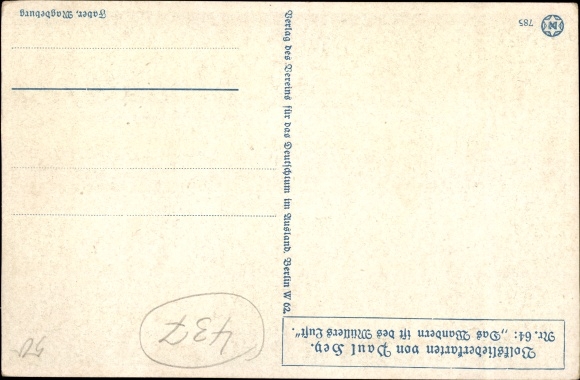 Volksliederkarten von Paul Hey.
Nr. 64: „Das Wandern ist des Müllers Lust“.
Verlag des Vereins für das Deutschtum im Ausland, Berlin W 62.
785
Faber, Magdeburg
437